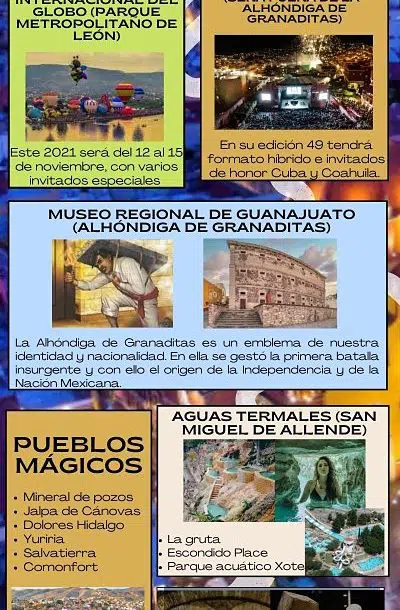 INTERNACIONAL DEL
GLOBO (PARQUE
METROPOLITANO DE
LEÓN)
Este 2021 será del 12 al 15
de noviembre, con varios
invitados especiales
ALHÓNDIGA DE
GRANADITAS)
En su edición 49 tendrá
formato híbrido e invitados
de honor Cuba y Coahuila.
MUSEO REGIONAL DE GUANAJUATO
(ALHÓNDIGA DE GRANADITAS)
La Alhóndiga de Granaditas es un emblema de nuestra
identidad y nacionalidad. En ella se gestó la primera batalla
insurgente y con ello el origen de la Independencia y de la
Nación Mexicana.
PUEBLOS
MÁGICOS
• Mineral de pozos
• Jalpa de Cánovas
• Dolores Hidalgo
• Yuriria
• Salvatierra
• Comonfort
AGUAS TERMALES (SAN
MIGUEL DE ALLENDE)
• La gruta
• Escondido Place
• Parque acuático Xote